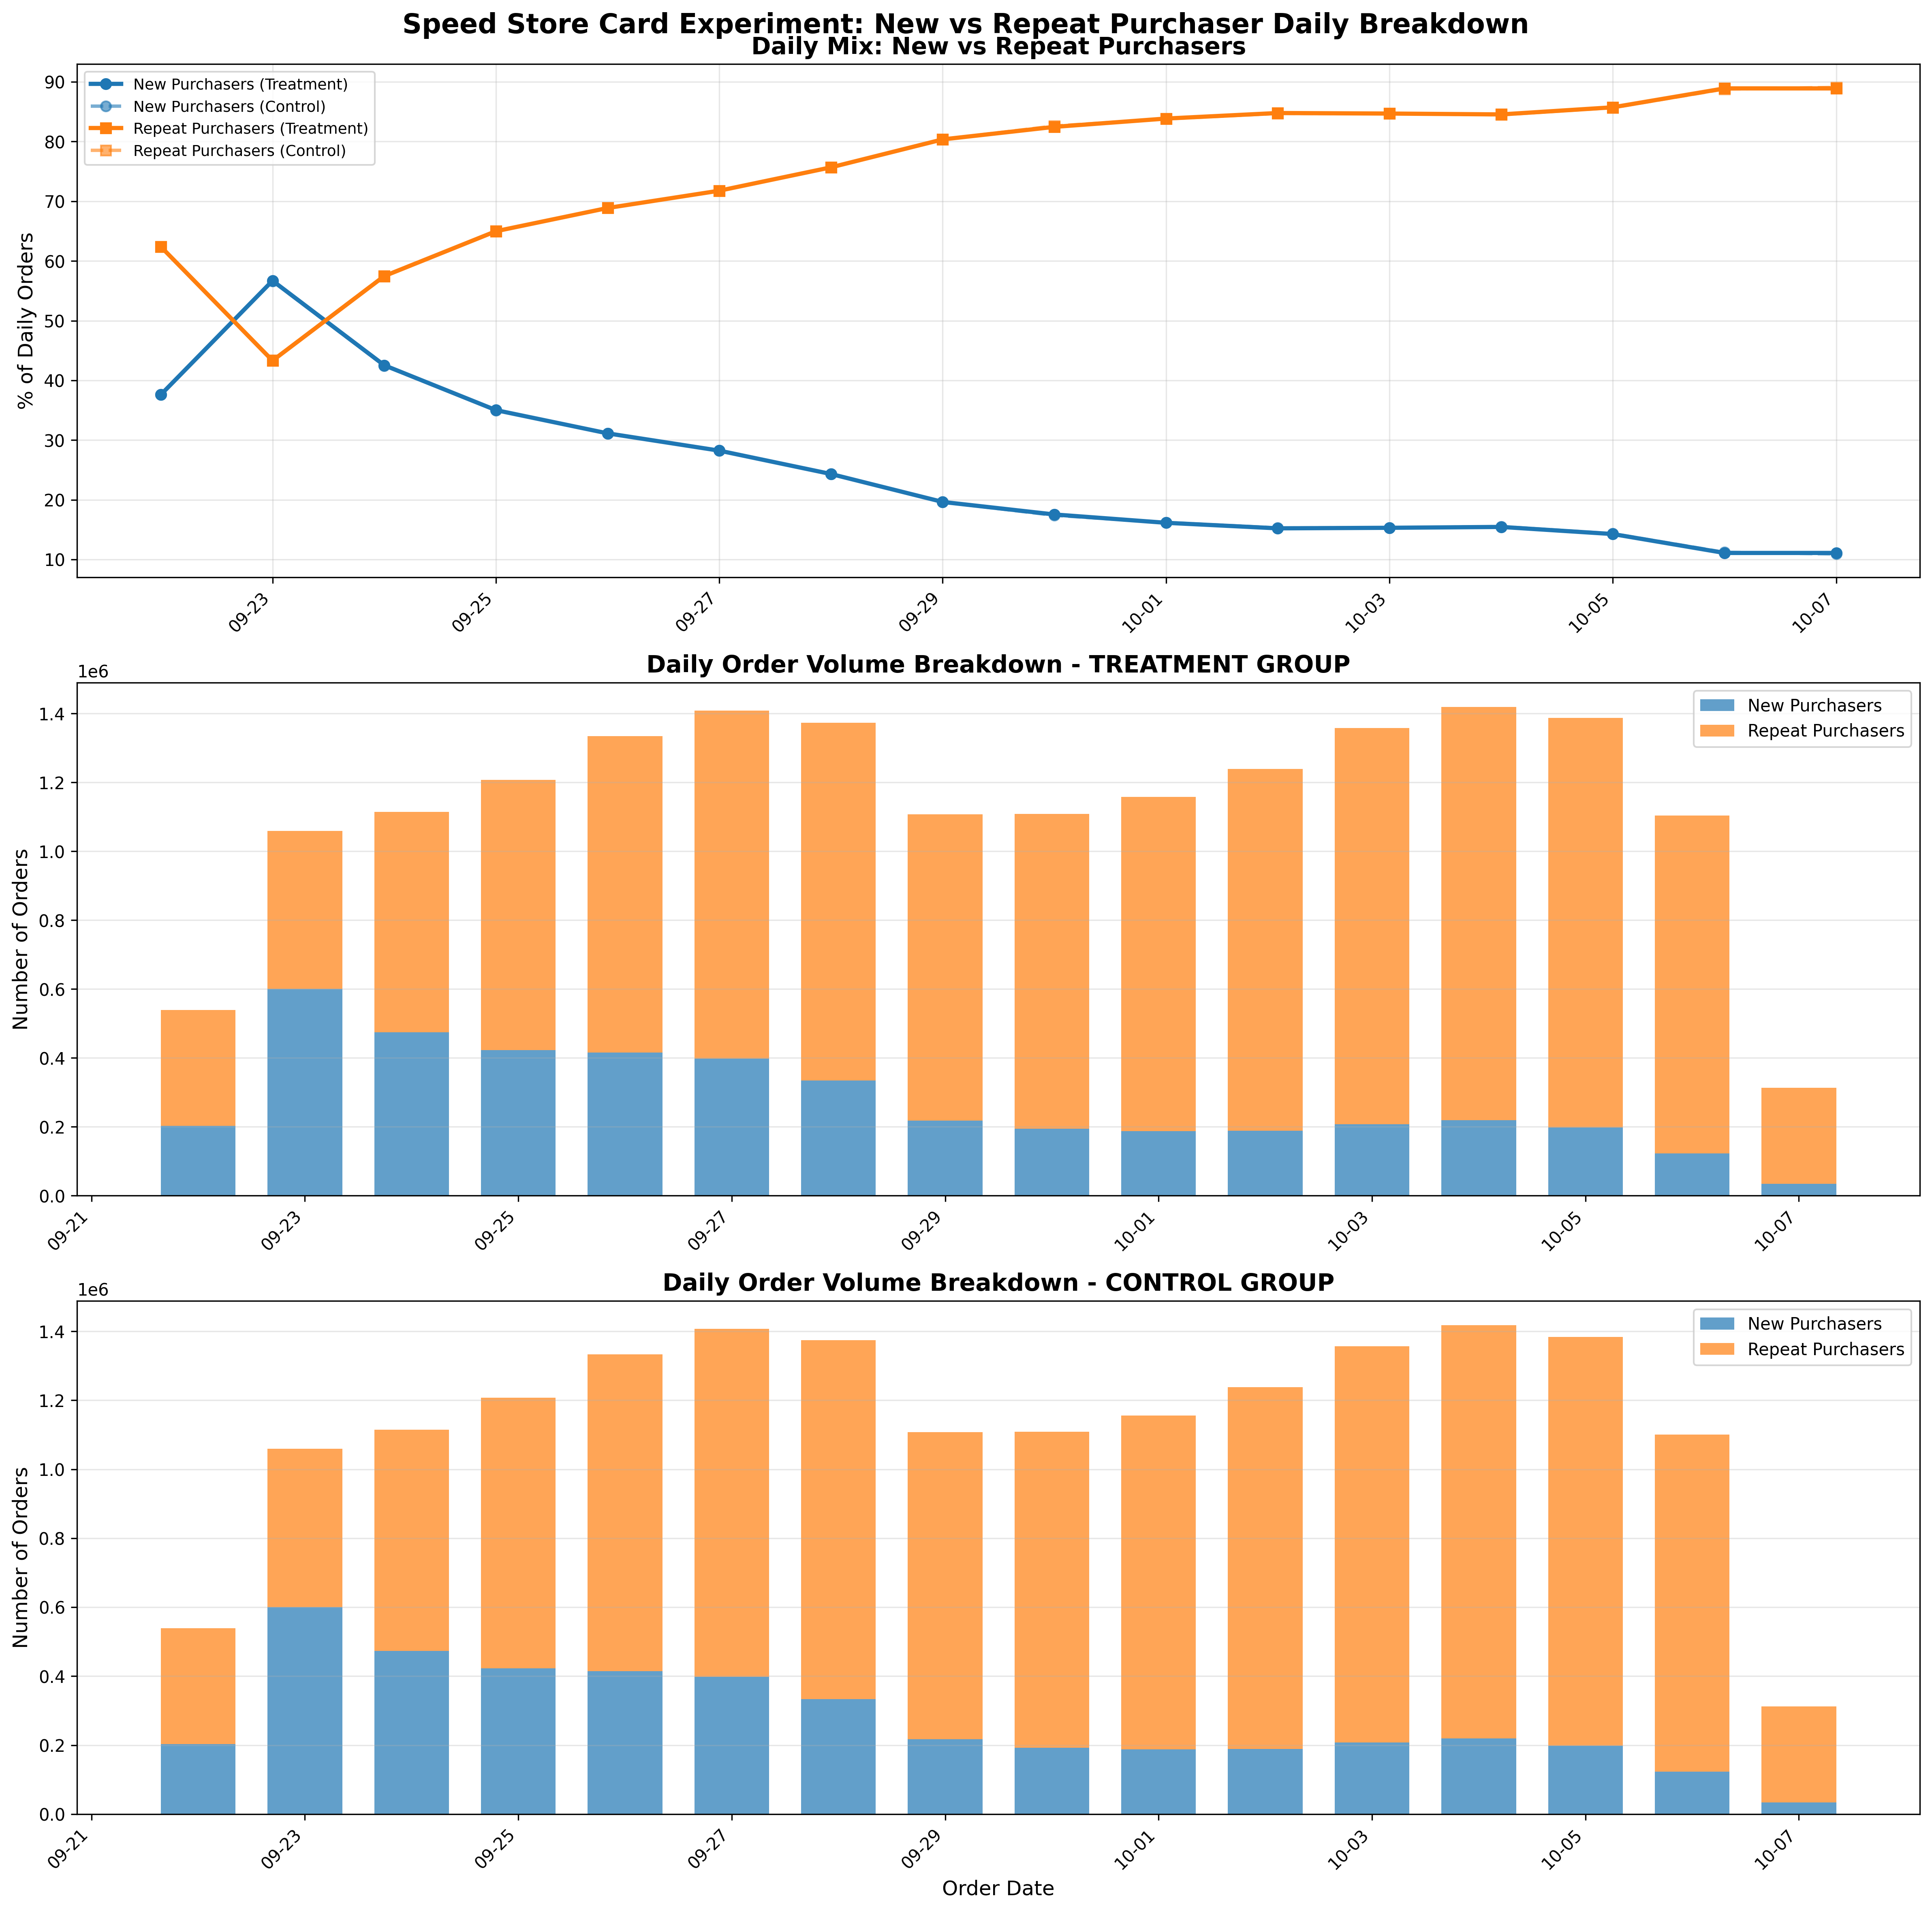 Speed Store Card Experiment: New vs Repeat Purchaser Daily Breakdown
Daily Mix: New vs Repeat Purchasers
New Purchasers (Treatment)
New Purchasers (Control)
Repeat Purchasers (Treatment)
Repeat Purchasers (Control)
% of Daily Orders
90
80
70
60
50
40
30
20
10
09-23
09-25
09-27
09-29
10-01
10-03
10-05
10-07
Daily Order Volume Breakdown - TREATMENT GROUP
1e6
New Purchasers
Repeat Purchasers
Number of Orders
1.4
1.2
1.0
0.8
0.6
0.4
0.2
0.0
09-21
09-23
09-25
09-27
09-29
10-01
10-03
10-05
10-07
Daily Order Volume Breakdown - CONTROL GROUP
1e6
New Purchasers
Repeat Purchasers
Number of Orders
1.4
1.2
1.0
0.8
0.6
0.4
0.2
0.0
09-21
09-23
09-25
09-27
09-29
10-01
10-03
10-05
10-07
Order Date